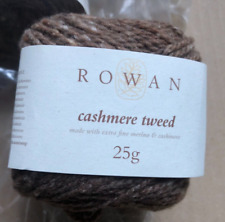 ROWAN
cashmere tweed
made with extra fine merino & cashmere
25g